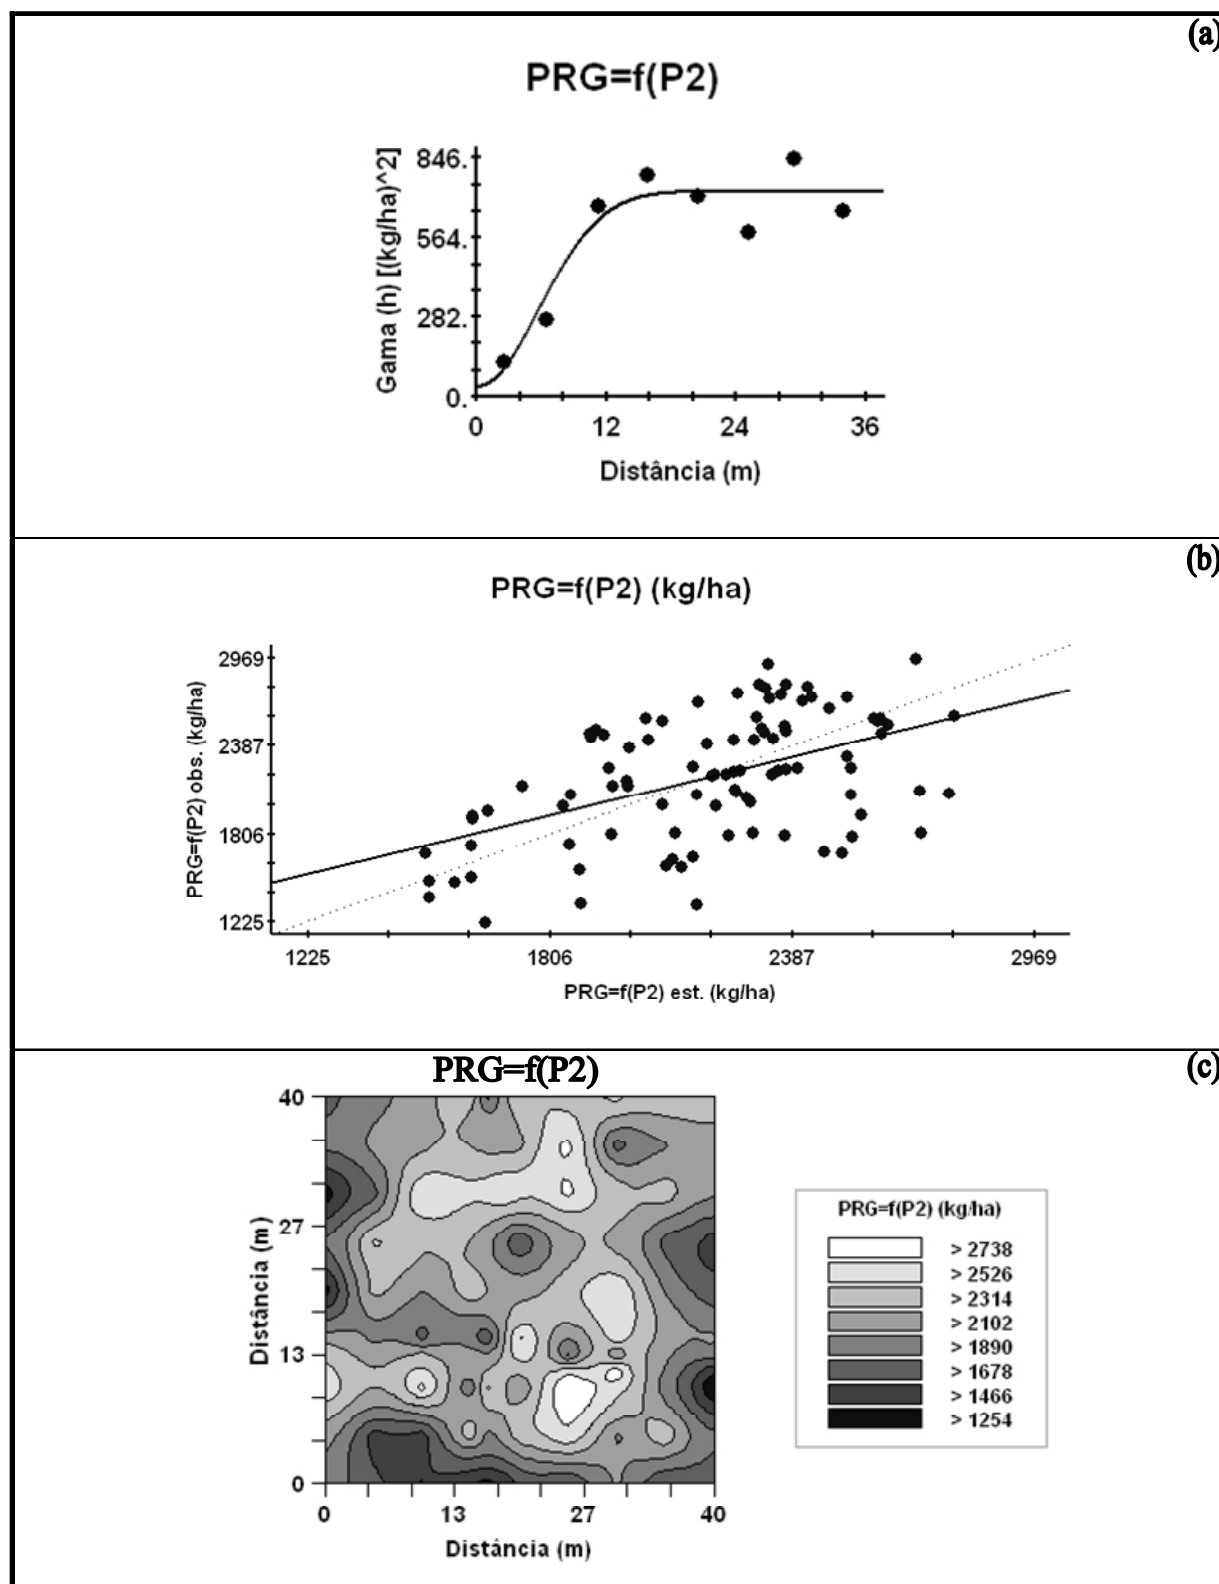 (a)
PRG=f(P2)
Gama (h) [(kg/ha)^2]
846.
564.
282.
0.
0 12 24 36
Distância (m)
(b)
PRG=f(P2) (kg/ha)
PRG=f(P2) obs. (kg/ha)
2969
2387
1806
1225
1225 1806 2387 2969
PRG=f(P2) est. (kg/ha)
(c)
PRG=f(P2)
Distância (m)
40
27
13
0
0 13 27 40
Distância (m)
PRG=f(P2) (kg/ha)
> 2738
> 2526
> 2314
> 2102
> 1890
> 1678
> 1466
> 1254